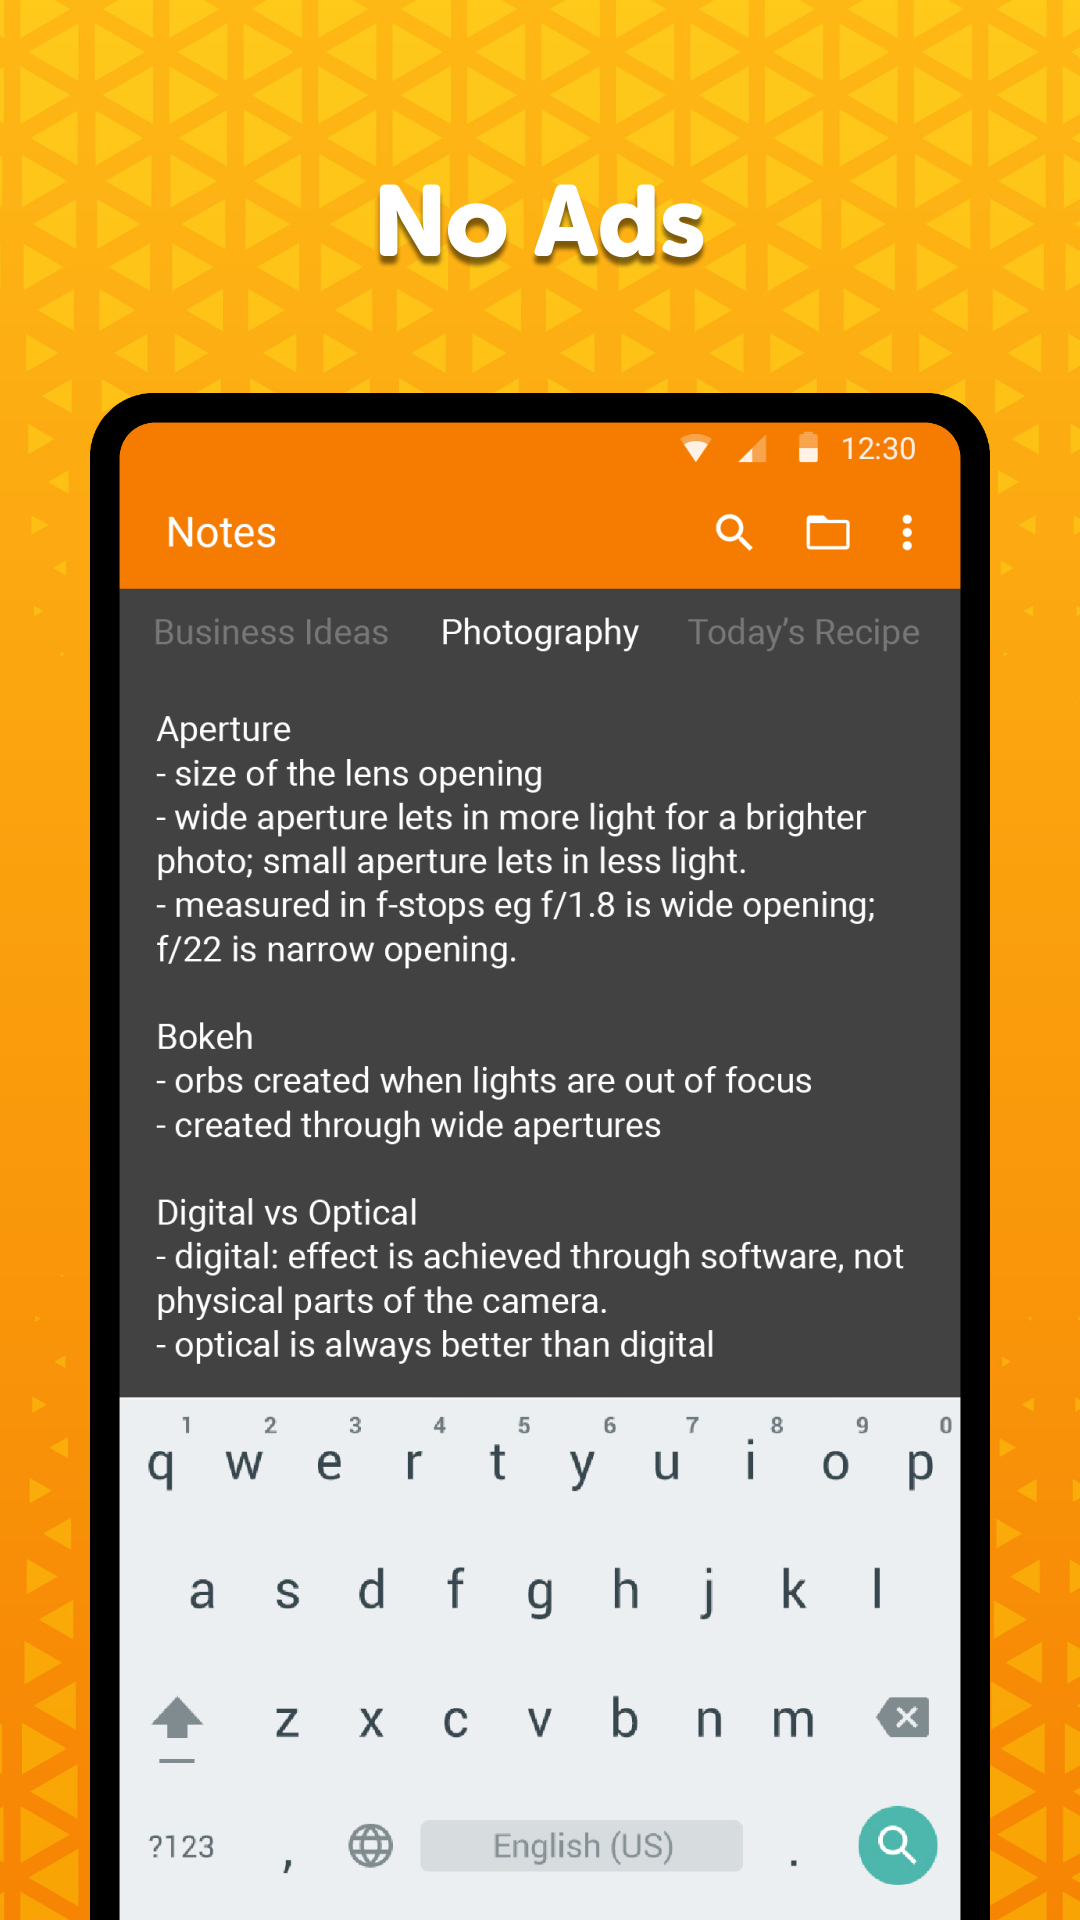 No Ads
12:30
Notes
Business Ideas Photography Today’s Recipe
Aperture
- size of the lens opening
- wide aperture lets in more light for a brighter
photo; small aperture lets in less light.
- measured in f-stops eg f/1.8 is wide opening;
f/22 is narrow opening.
Bokeh
- orbs created when lights are out of focus
- created through wide apertures
Digital vs Optical
- digital: effect is achieved through software, not
physical parts of the camera.
- optical is always better than digital
1 2 3 4 5 6 7 8 9 0
q w e r t y u i o p
a s d f g h j k l
z x c v b n m
?123 , English (US) .